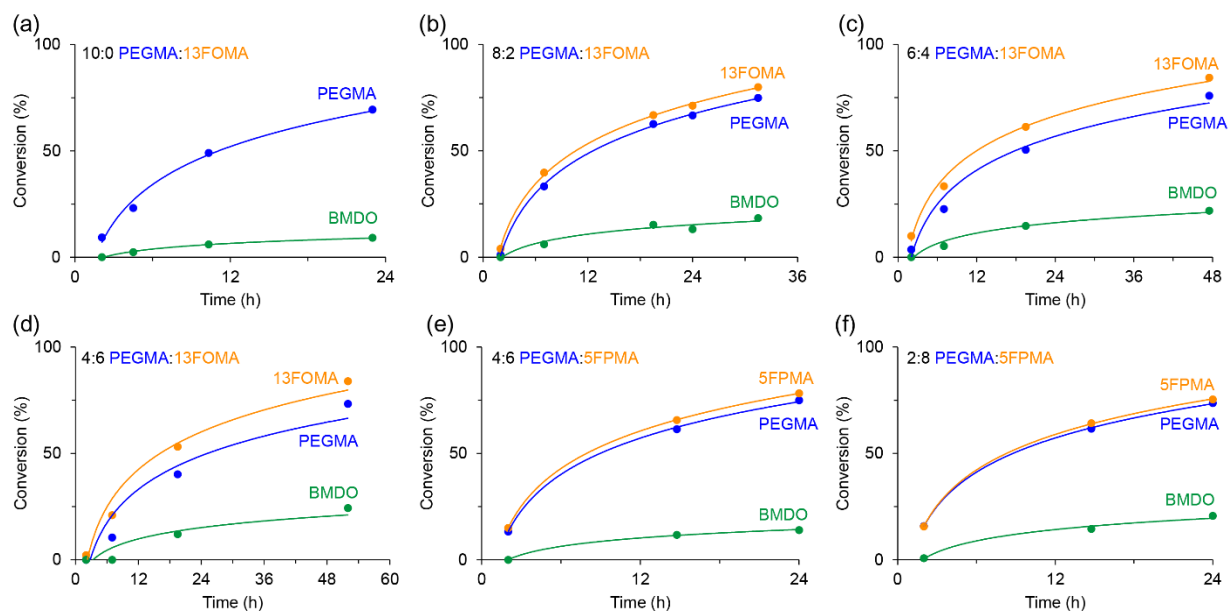 (a)
10:0 PEGMA:13FOMA
PEGMA
BMDO
Conversion (%)
100
50
0
0
12
24
Time (h)
(b)
8:2 PEGMA:13FOMA
13FOMA
PEGMA
BMDO
Conversion (%)
100
50
0
0
12
24
36
Time (h)
(c)
6:4 PEGMA:13FOMA
13FOMA
PEGMA
BMDO
Conversion (%)
100
50
0
0
12
24
36
48
Time (h)
(d)
4:6 PEGMA:13FOMA
13FOMA
PEGMA
BMDO
Conversion (%)
100
50
0
0
12
24
36
48
60
Time (h)
(e)
4:6 PEGMA:5FPMA
5FPMA
PEGMA
BMDO
Conversion (%)
100
50
0
0
12
24
Time (h)
(f)
2:8 PEGMA:5FPMA
5FPMA
PEGMA
BMDO
Conversion (%)
100
50
0
0
12
24
Time (h)